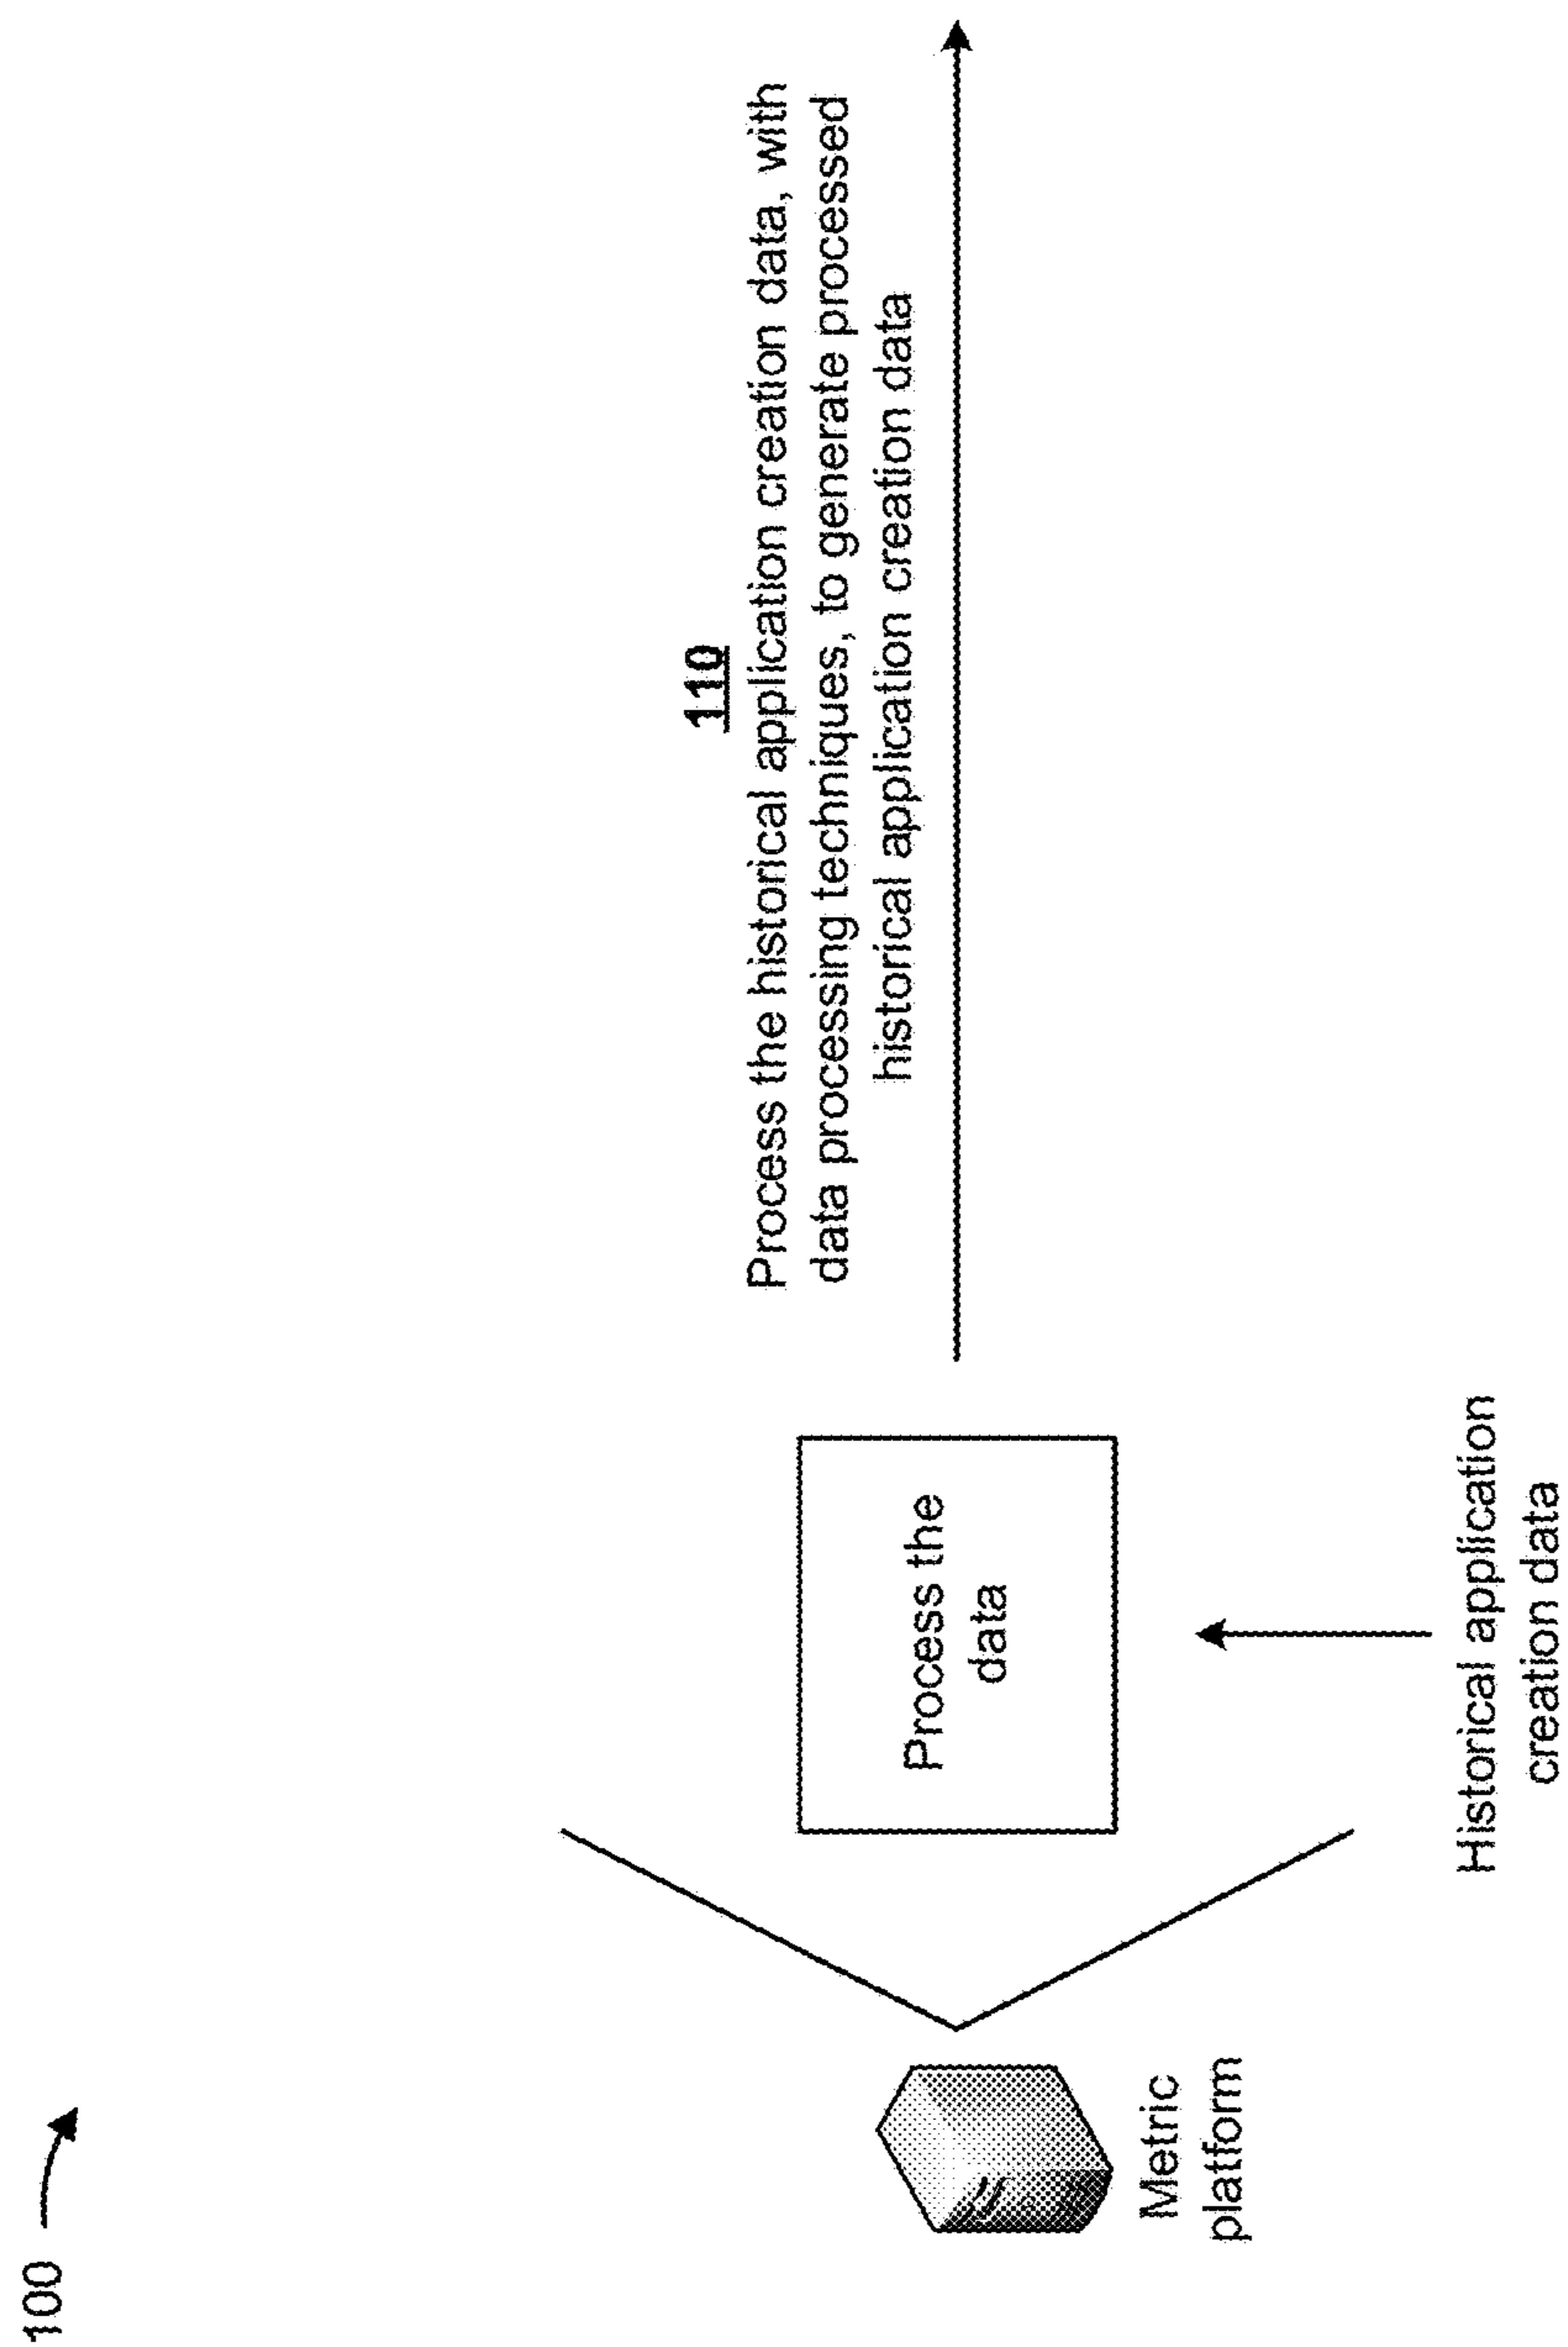 100
110
Process the historical application creation data, with
data processing techniques, to generate processed
historical application creation data
Process the
data
Metric
platform
Historical application
creation data